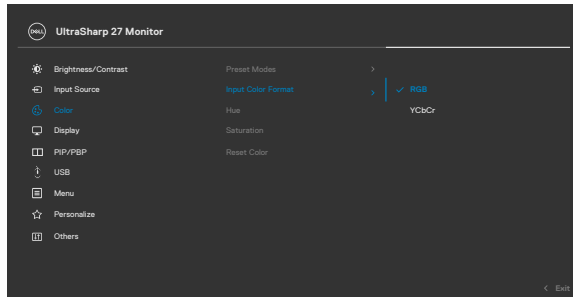 DELL UltraSharp 27 Monitor
Brightness/Contrast
Input Source
Color
Display
PIP/PBP
USB
Menu
Personalize
Others
Preset Modes
Input Color Format
Hue
Saturation
Reset Color
RGB
YCbCr
Exit